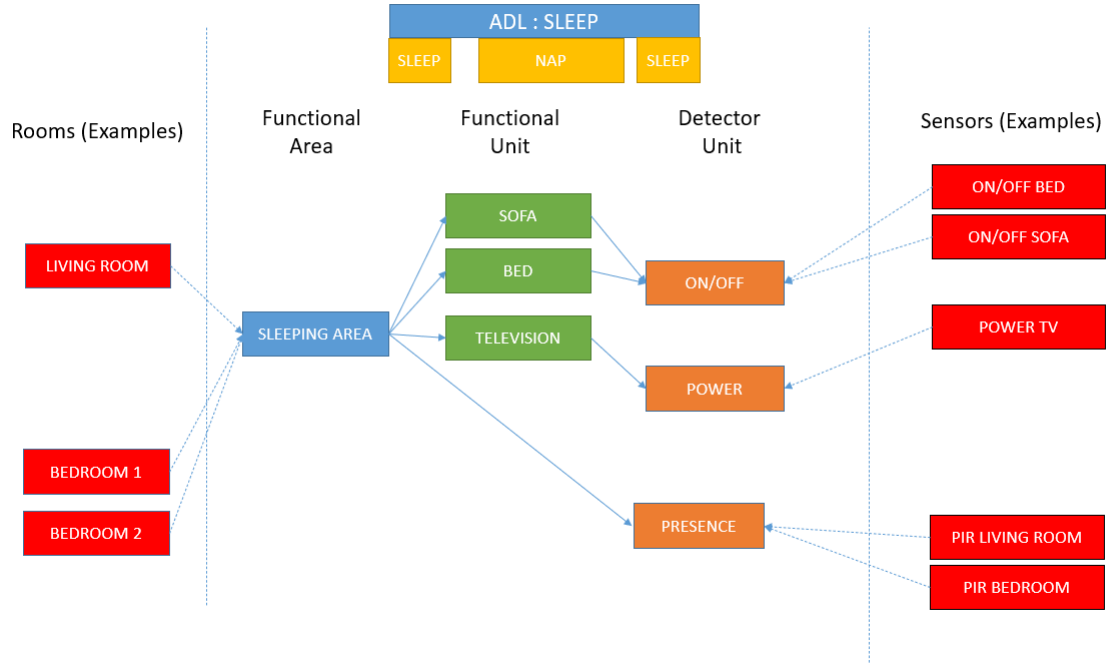 ADL : SLEEP
SLEEP
NAP
SLEEP
Rooms (Examples)
Functional
Area
Functional
Unit
Detector
Unit
Sensors (Examples)
LIVING ROOM
BEDROOM 1
BEDROOM 2
SLEEPING AREA
SOFA
BED
TELEVISION
ON/OFF
POWER
PRESENCE
ON/OFF BED
ON/OFF SOFA
POWER TV
PIR LIVING ROOM
PIR BEDROOM